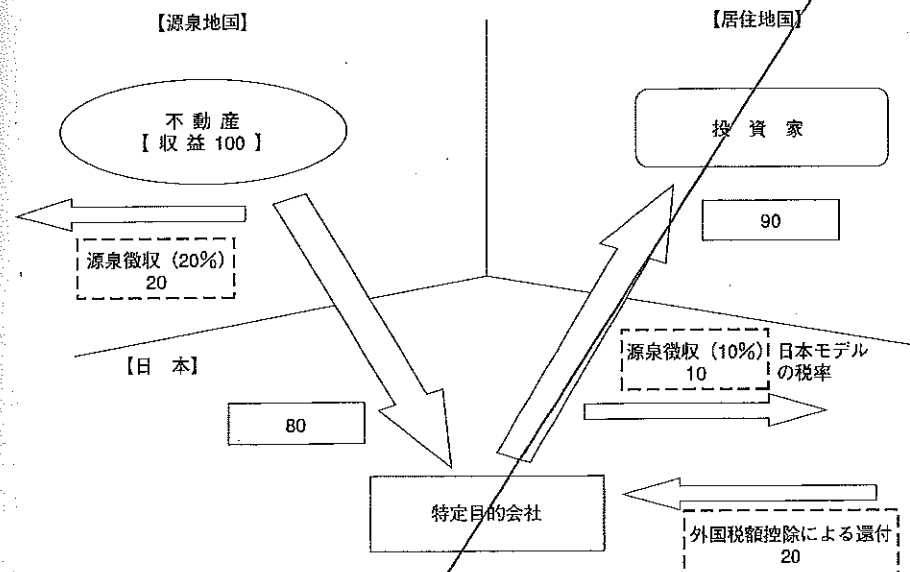 【源泉地国】
【居住地国】
不動産
【収益 100】
投資家
90
源泉徴収(20%)
20
【日 本】
源泉徴収(10%)
10
日本モデル
の税率
80
特定目的会社
外国税額控除による還付
20